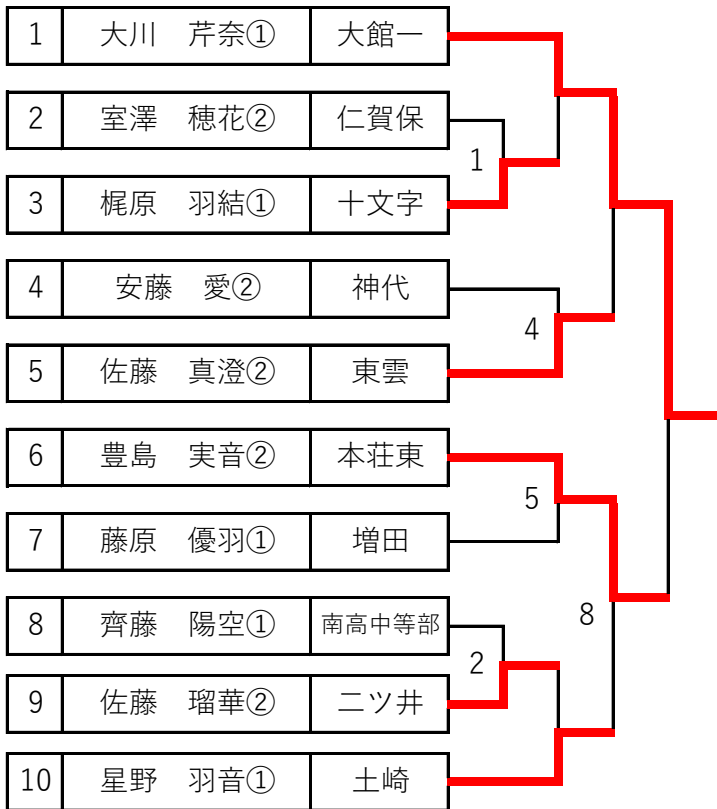 1 大川　芹奈① 大館一
2 室澤　穂花② 仁賀保
1
3 梶原　羽結① 十文字
4 安藤　愛② 神代
4
5 佐藤　真澄② 東雲
6 豊島　実音② 本荘東
5
7 藤原　優羽① 増田
8 齊藤　陽空① 南高中等部
8
2
9 佐藤　瑠華② 二ツ井
10 星野　羽音① 土崎